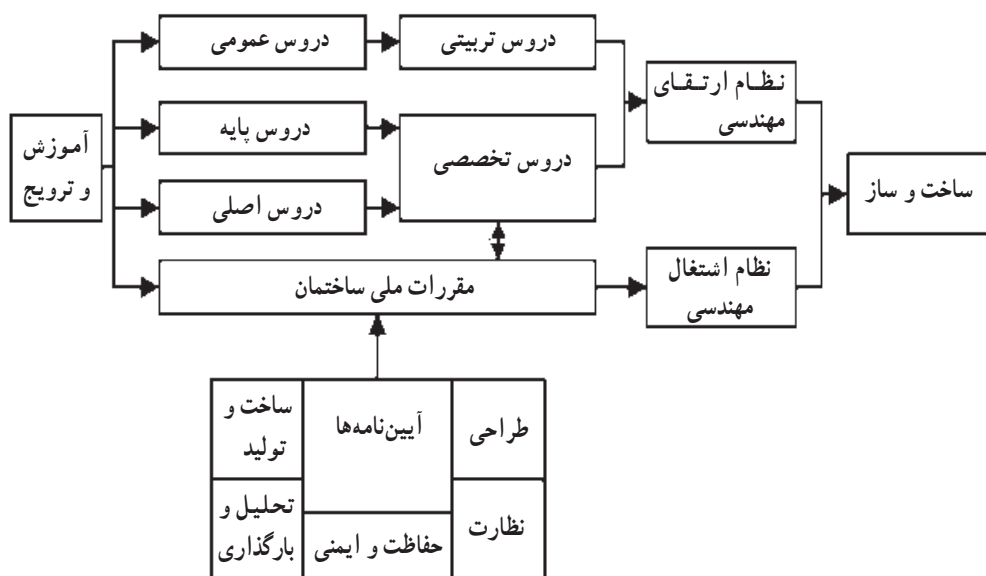 دروس عمومی
دروس تربیتی
نظام ارتقای
مهندسی
دروس پایه
آموزش
و ترویج
دروس تخصصی
ساخت و ساز
دروس اصلی
مقررات ملی ساختمان
نظام اشتغال
مهندسی
ساخت و
تولید
آیین‌نامه‌ها
طراحی
تحلیل و
بارگذاری
حفاظت و ایمنی
نظارت